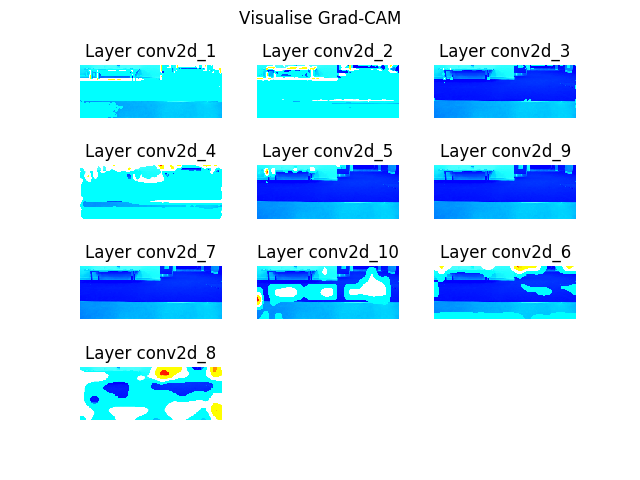 Visualise Grad-CAM
Layer conv2d_1
Layer conv2d_2
Layer conv2d_3
Layer conv2d_4
Layer conv2d_5
Layer conv2d_9
Layer conv2d_7
Layer conv2d_10
Layer conv2d_6
Layer conv2d_8